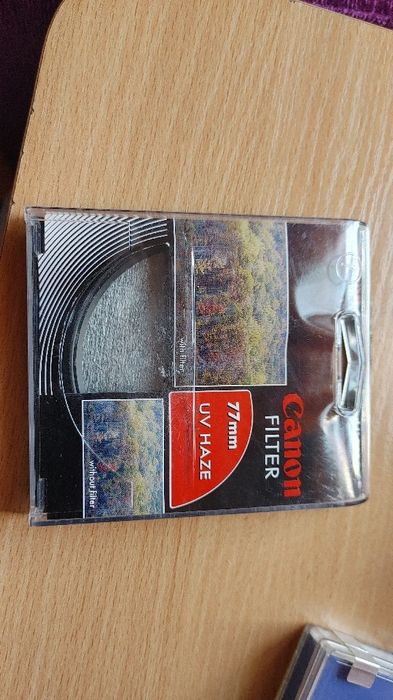 Canon
FILTER
77mm
UV HAZE
with filter
without filter